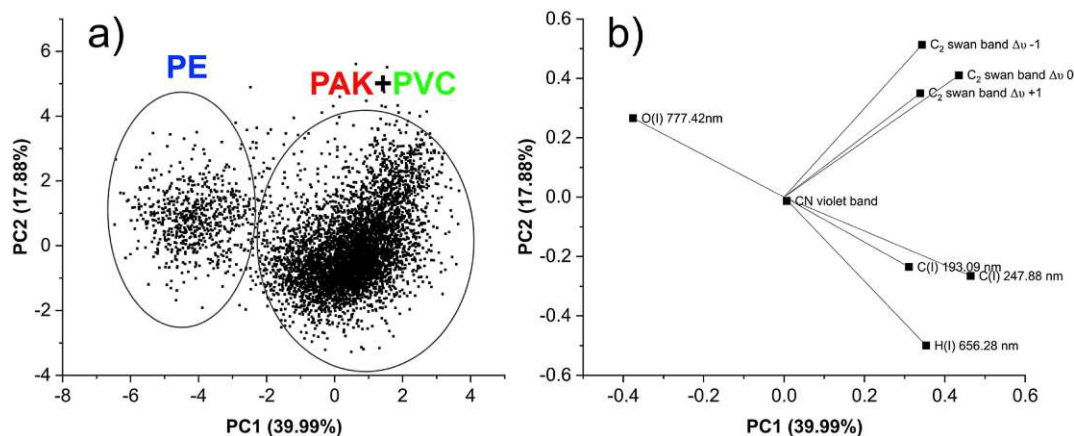 a)
PE
PAK+PVC
6
4
2
0
-2
-4
-8
-6
-4
-2
0
2
4
PC2 (17.88%)
PC1 (39.99%)
b)
C₂ swan band Δυ -1
C₂ swan band Δυ 0
C₂ swan band Δυ +1
O(I) 777.42nm
CN violet band
C(I) 193.09 nm
C(I) 247.88 nm
H(I) 656.28 nm
0.6
0.4
0.2
0.0
-0.2
-0.4
-0.6
-0.4
-0.2
0.0
0.2
0.4
0.6
PC2 (17.88%)
PC1 (39.99%)